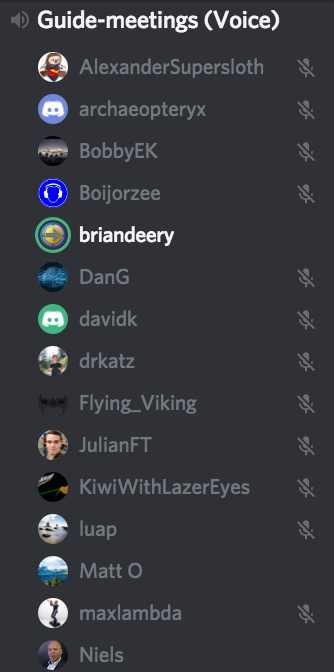 Guide-meetings (Voice)
AlexanderSupersloth
archaeopteryx
BobbyEK
Boijorzee
briandeery
DanG
davidk
drkatz
Flying_Viking
JulianFT
KiwiWithLazerEyes
luap
Matt O
maxlambda
Niels